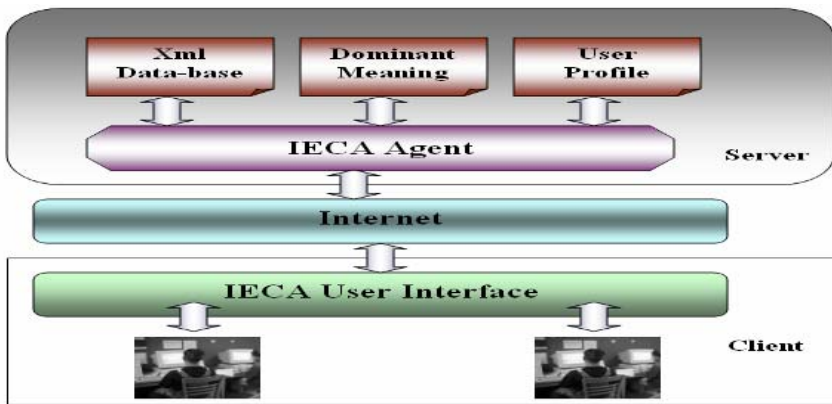 Xml
Data-base
Dominant
Meaning
User
Profile
IECA Agent
Server
Internet
IECA User Interface
Client